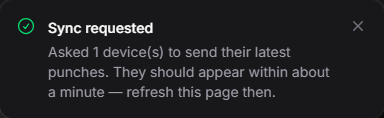 Sync requested
Asked 1 device(s) to send their latest
punches. They should appear within about
a minute — refresh this page then.